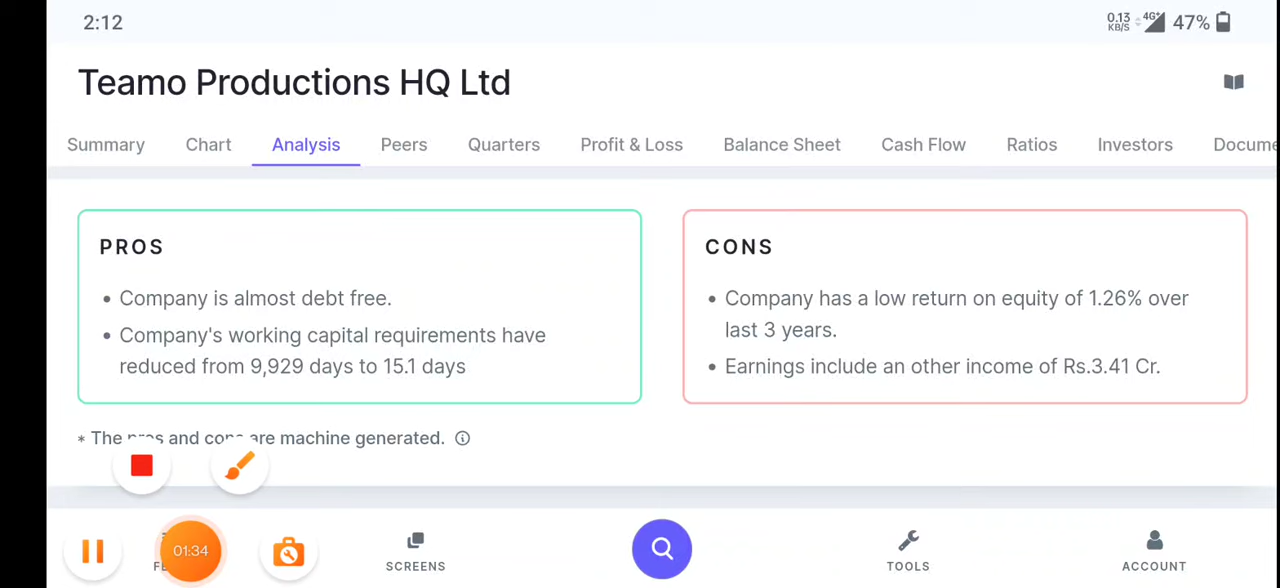 2:12
0.13 KB/S 4G+ 47%
Teamo Productions HQ Ltd
Summary Chart Analysis Peers Quarters Profit & Loss Balance Sheet Cash Flow Ratios Investors Docume
PROS
• Company is almost debt free.
• Company's working capital requirements have
reduced from 9,929 days to 15.1 days
CONS
• Company has a low return on equity of 1.26% over
last 3 years.
• Earnings include an other income of Rs.3.41 Cr.
* The pros and cons are machine generated.
01:34
SCREENS
TOOLS
ACCOUNT